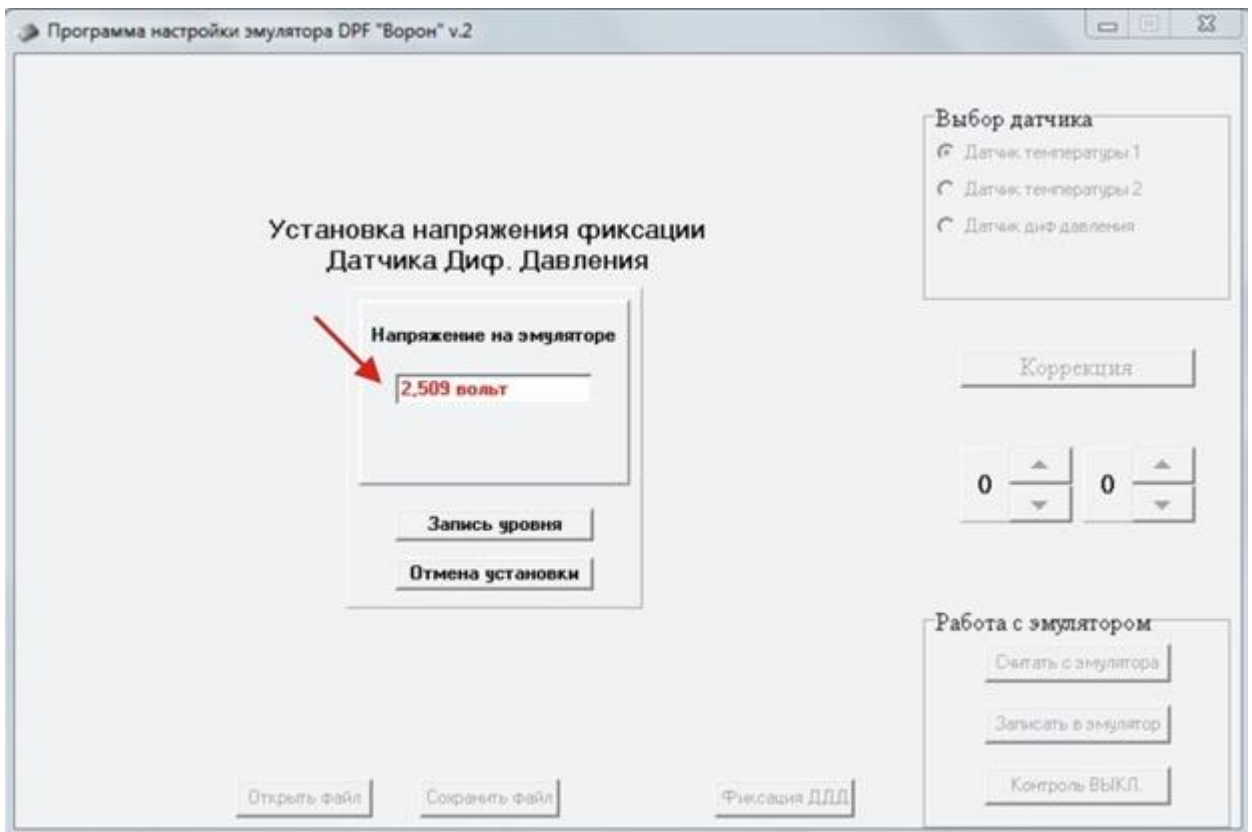 Программа настройки эмулятора DPF "Ворон" v.2
Выбор датчика
Датчик температуры 1
Датчик температуры 2
Датчик диф давления
Установка напряжения фиксации
Датчика Диф. Давления
Напряжение на эмуляторе
2,509 вольт
Запись уровня
Отмена установки
Коррекция
0
0
Работа с эмулятором
Считать с эмулятора
Записать в эмулятор
Контроль ВЫКЛ.
Открыть файл
Сохранить файл
Фиксация ДДД